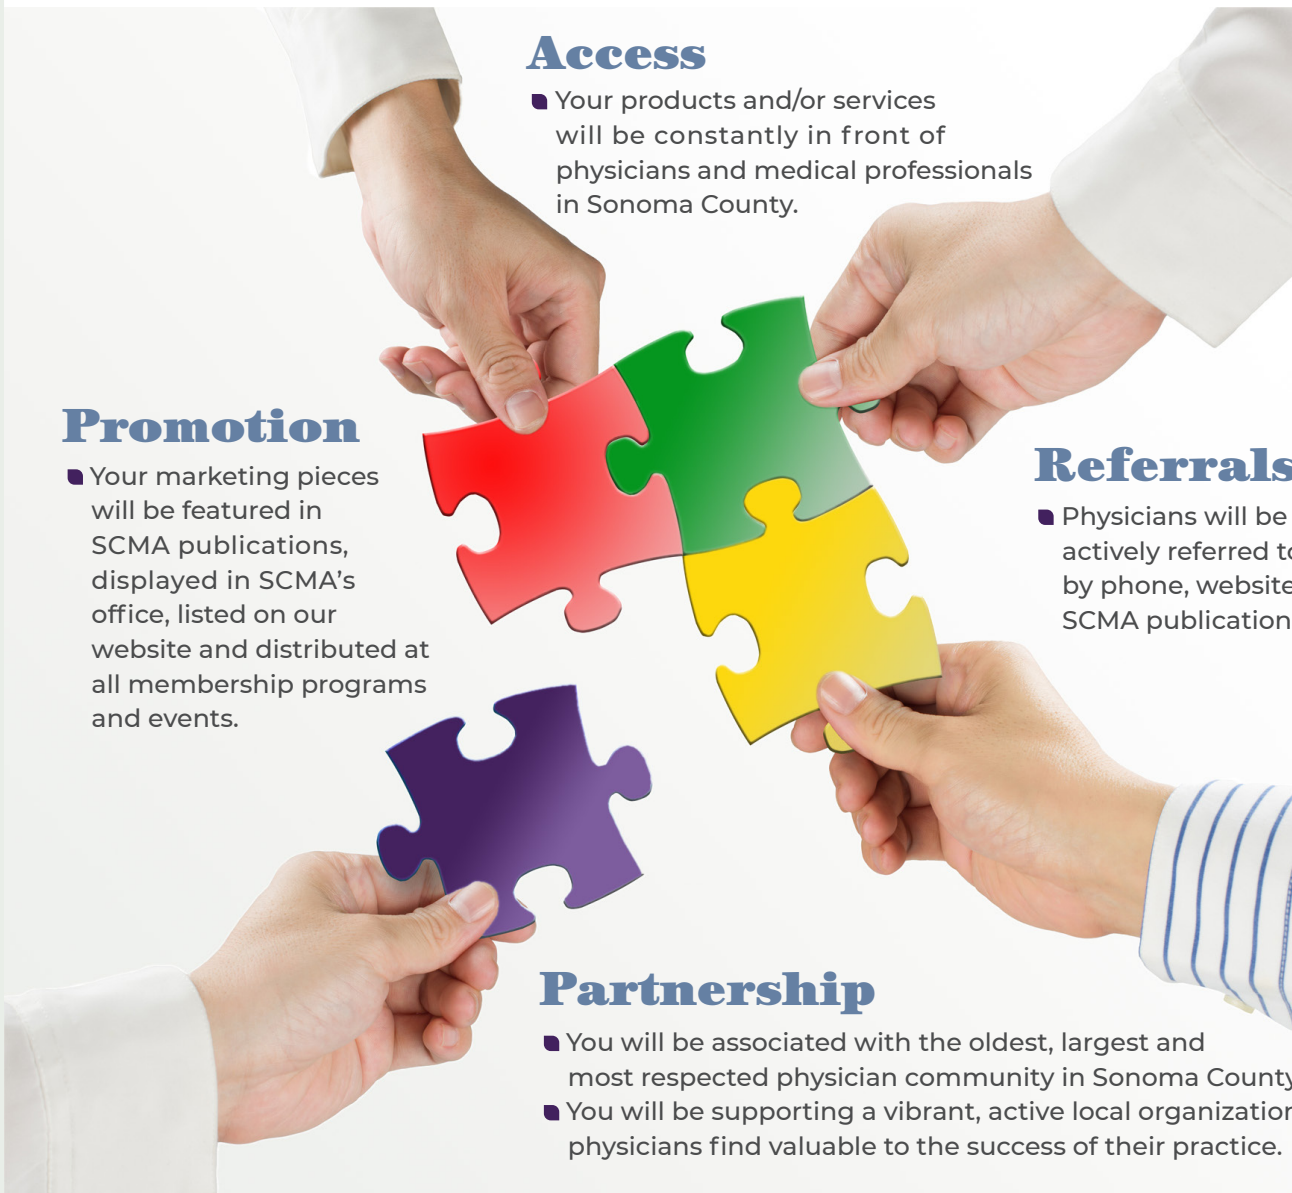 Access
Your products and/or services
will be constantly in front of
physicians and medical professionals
in Sonoma County.
Promotion
Your marketing pieces
will be featured in
SCMA publications,
displayed in SCMA’s
office, listed on our
website and distributed at
all membership programs
and events.
Referrals
Physicians will be
actively referred
by phone, website
SCMA publication
Partnership
You will be associated with the oldest, largest and
most respected physician community in Sonoma County
You will be supporting a vibrant, active local organization
physicians find valuable to the success of their practice.